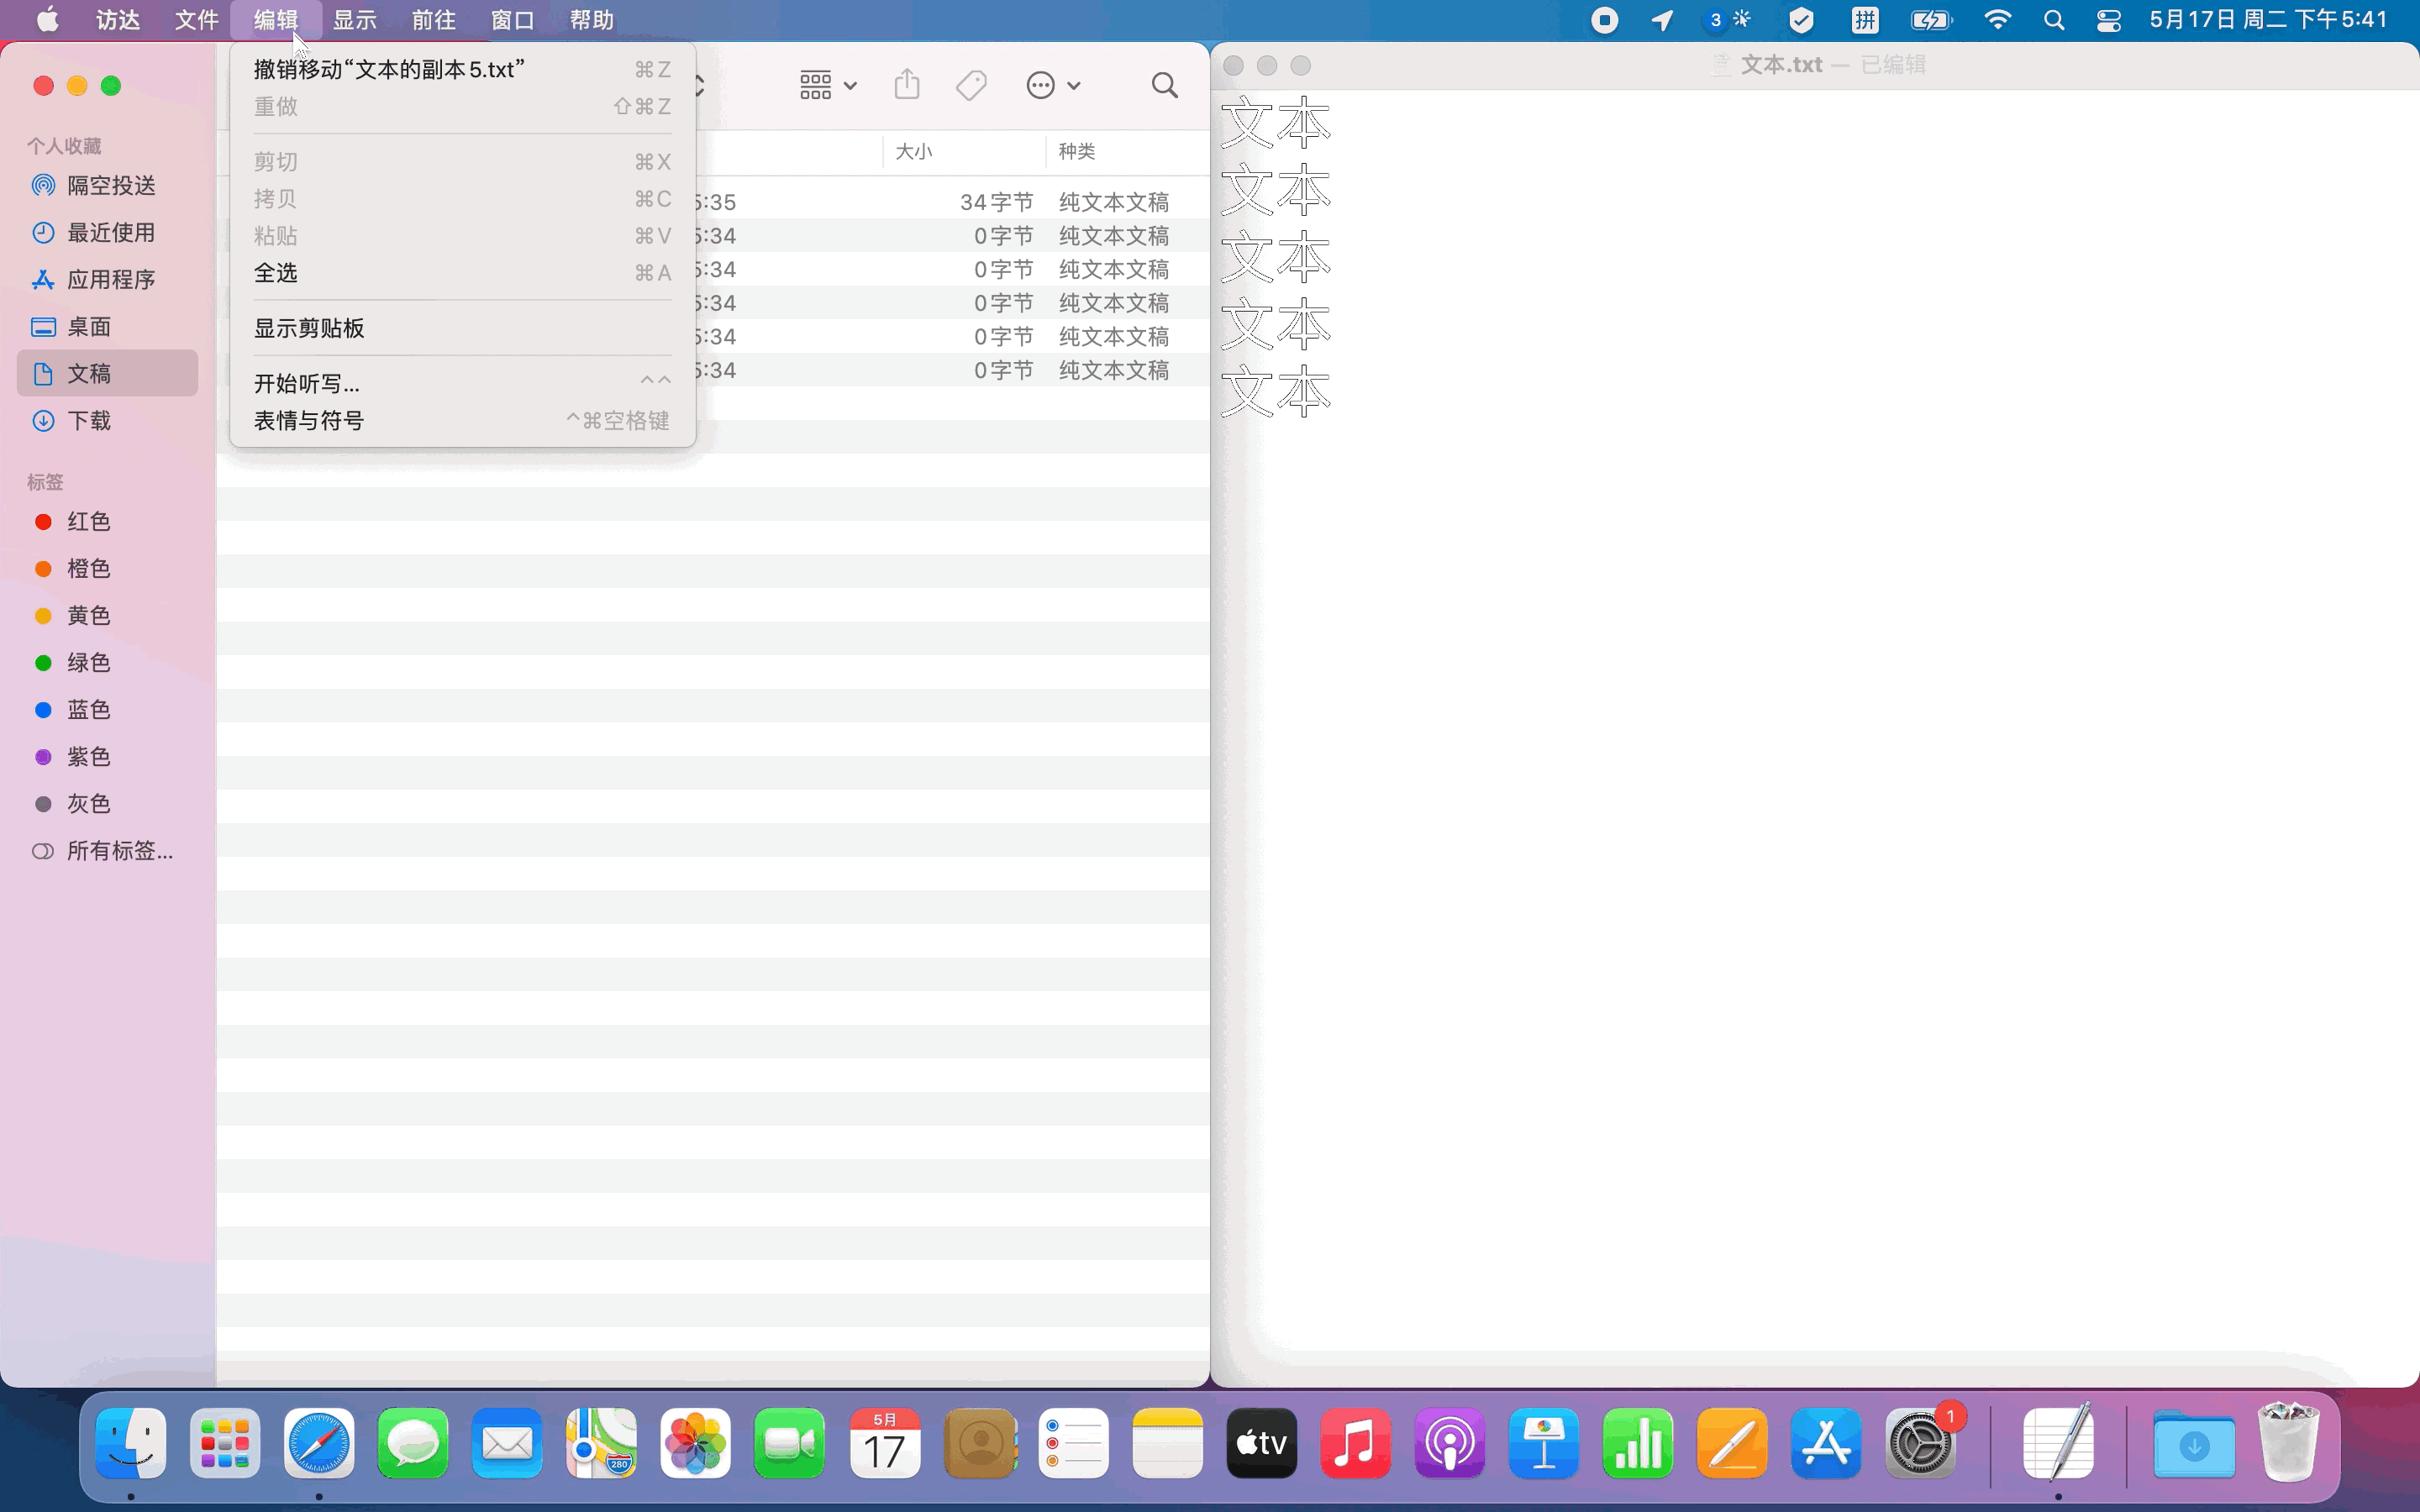 访达 文件 编辑 显示 前往 窗口 帮助
3 拼 5月17日 周二 下午5:41
撤销移动“文本的副本 5.txt” ⌘Z
重做 ⇧⌘Z
剪切 ⌘X
拷贝 ⌘C
粘贴 ⌘V
全选 ⌘A
显示剪贴板
开始听写... ^^
表情与符号 ^⌘空格键
个人收藏
隔空投送
最近使用
应用程序
桌面
文稿
下载
标签
红色
橙色
黄色
绿色
蓝色
紫色
灰色
所有标签...
大小 种类
5:35 34 字节 纯文本文稿
5:34 0 字节 纯文本文稿
5:34 0 字节 纯文本文稿
5:34 0 字节 纯文本文稿
5:34 0 字节 纯文本文稿
5:34 0 字节 纯文本文稿
文本.txt — 已编辑
文本
文本
文本
文本
文本
280
5月
17
tv
1